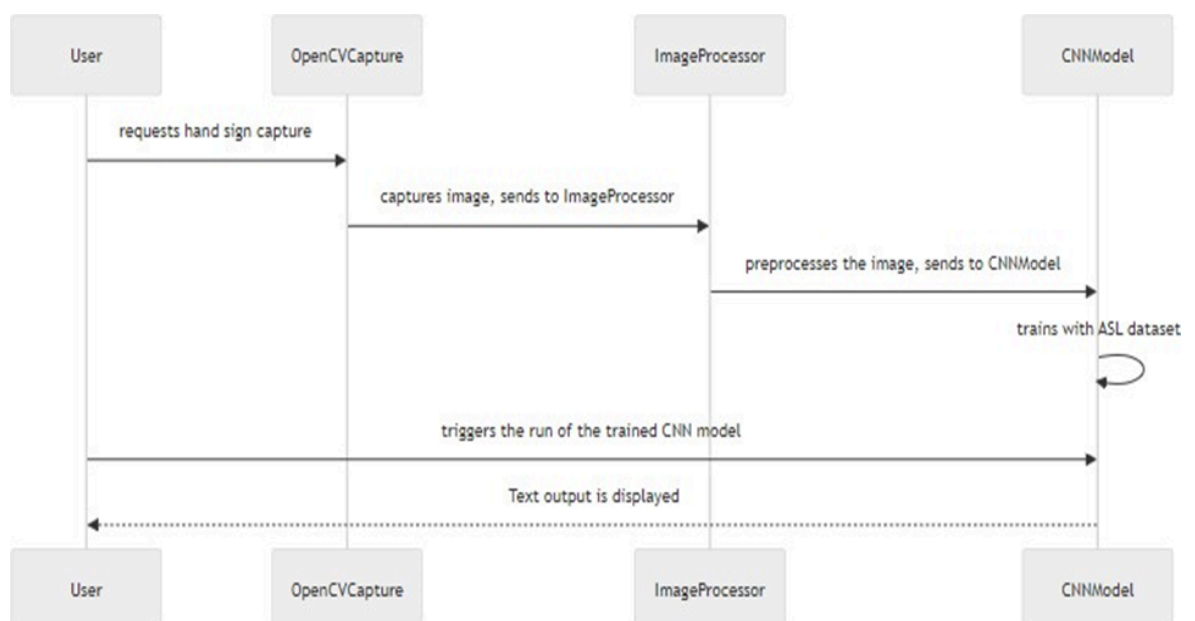 User OpenCVCapture ImageProcessor CNNModel
requests hand sign capture
captures image, sends to ImageProcessor
preprocesses the image, sends to CNNModel
trains with ASL dataset
triggers the run of the trained CNN model
Text output is displayed
User OpenCVCapture ImageProcessor CNNModel